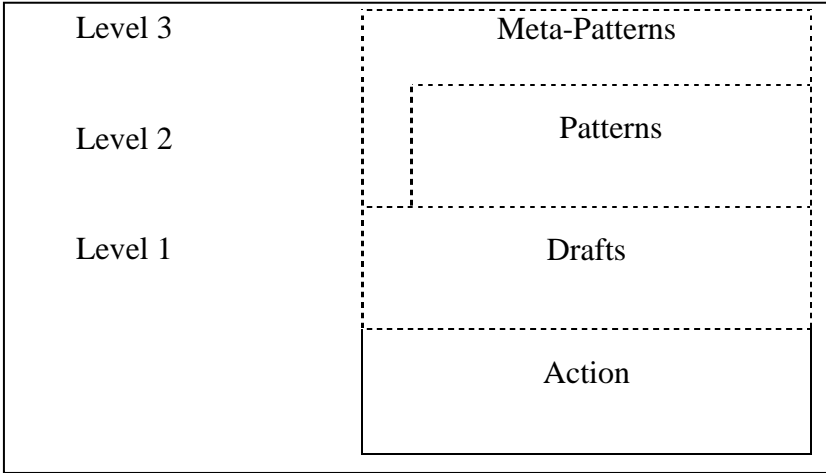 Level 3 Meta-Patterns
Level 2 Patterns
Level 1 Drafts
Action